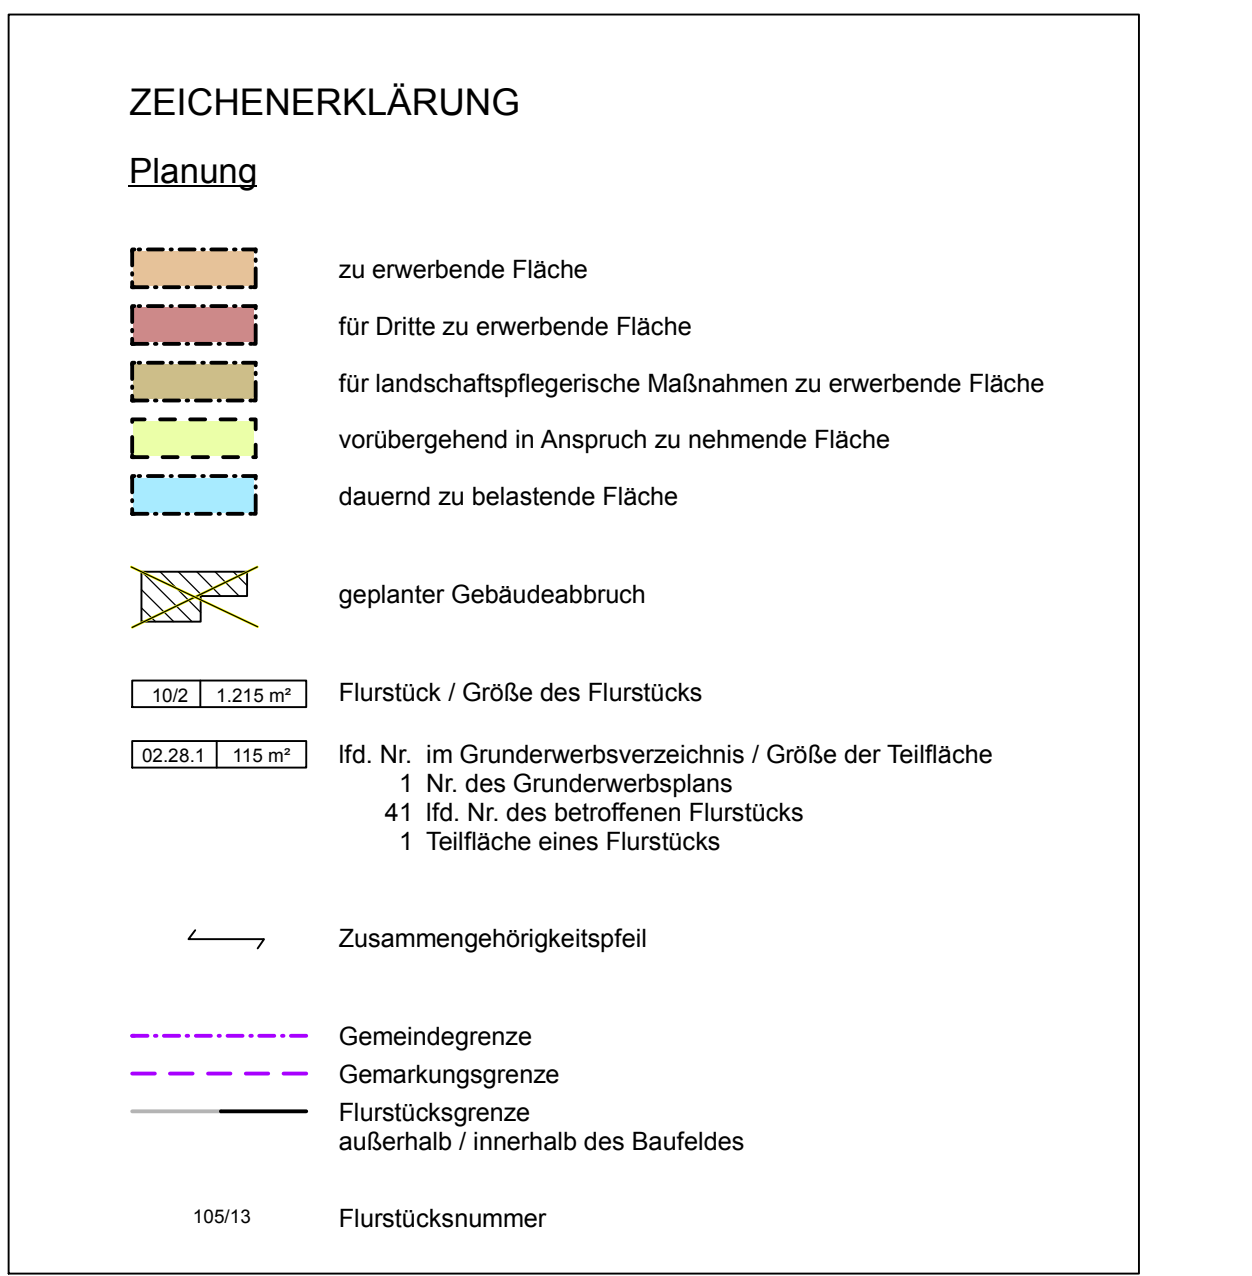 ZEICHENERKLÄRUNG
Planung
zu erwerbende Fläche
für Dritte zu erwerbende Fläche
für landschaftspflegerische Maßnahmen zu erwerbende Fläche
vorübergehend in Anspruch zu nehmende Fläche
dauernd zu belastende Fläche
geplanter Gebäudeabbruch
10/2 1.215 m² Flurstück / Größe des Flurstücks
02.28.1 115 m² lfd. Nr. im Grunderwerbsverzeichnis / Größe der Teilfläche
1 Nr. des Grunderwerbsplans
41 lfd. Nr. des betroffenen Flurstücks
1 Teilfläche eines Flurstücks
Zusammengehörigkeitspfeil
Gemeindegrenze
Gemarkungsgrenze
Flurstücksgrenze
außerhalb / innerhalb des Baufeldes
105/13 Flurstücksnummer